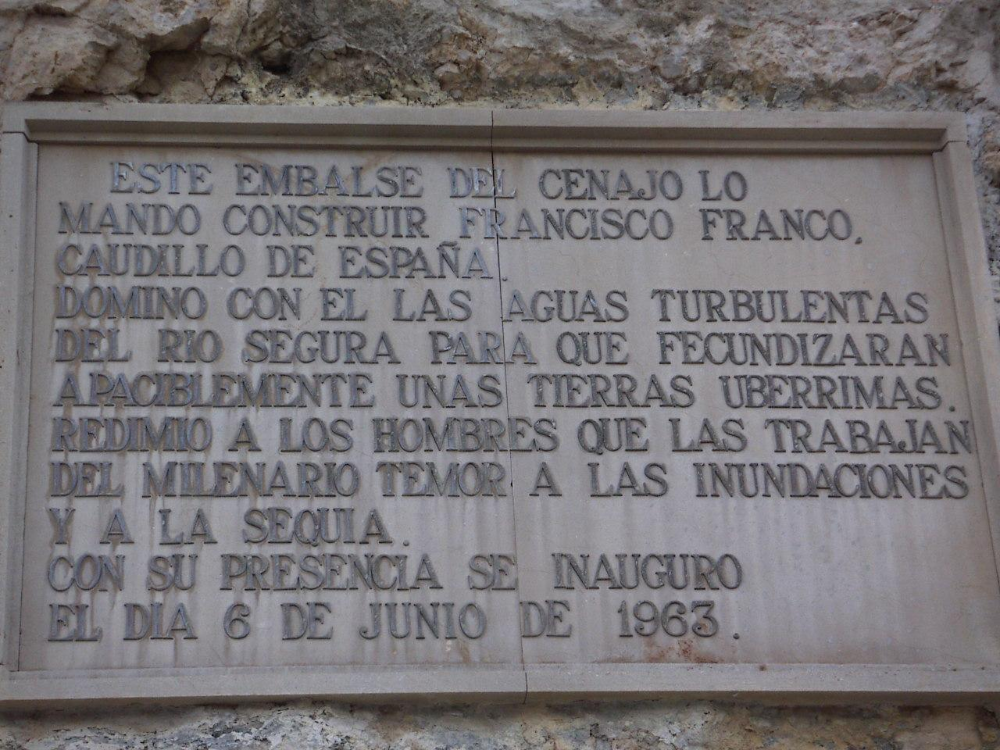 ESTE EMBALSE DEL CENAJO LO
MANDO CONSTRUIR FRANCISCO FRANCO.
CAUDILLO DE ESPAÑA.
DOMINO CON EL LAS AGUAS TURBULENTAS
DEL RIO SEGURA PARA QUE FECUNDIZARAN
APACIBLEMENTE UNAS TIERRAS UBERRIMAS,
REDIMIO A LOS HOMBRES QUE LAS TRABAJAN
DEL MILENARIO TEMOR A LAS INUNDACIONES
Y A LA SEQUIA.
CON SU PRESENCIA SE INAUGURO
EL DIA 6 DE JUNIO DE 1963.